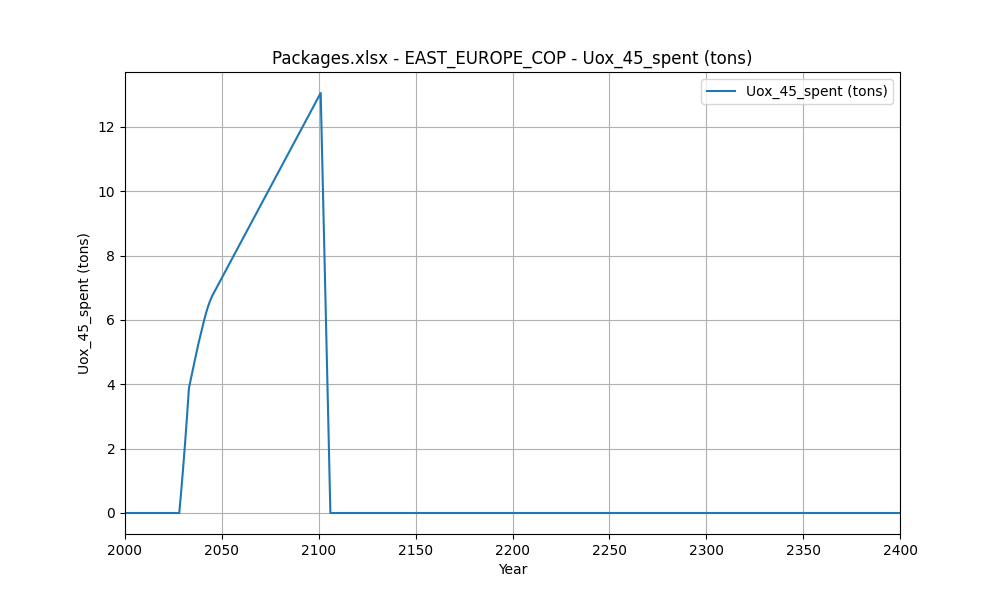 Packages.xlsx - EAST_EUROPE_COP - Uox_45_spent (tons)
Uox_45_spent (tons)
Uox_45_spent (tons)
12
10
8
6
4
2
0
2000 2050 2100 2150 2200 2250 2300 2350 2400
Year